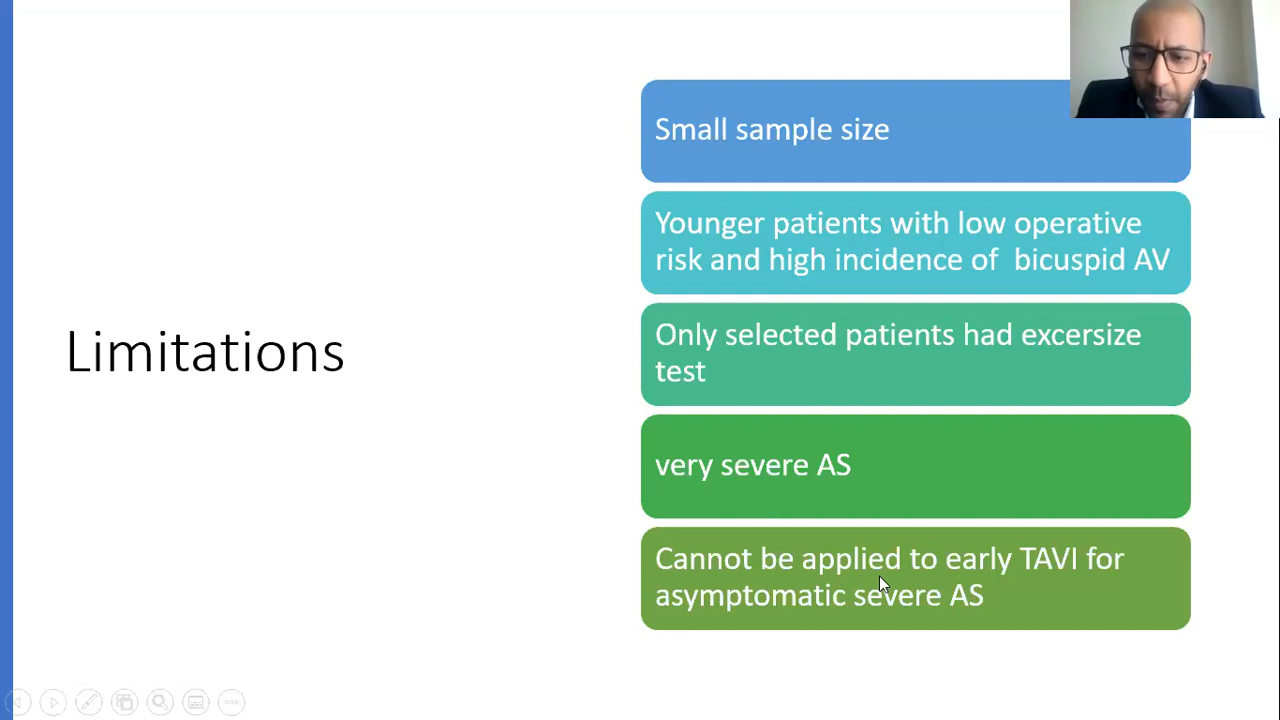 Limitations
Small sample size
Younger patients with low operative
risk and high incidence of  bicuspid AV
Only selected patients had excersize
test
very severe AS
Cannot be applied to early TAVI for
asymptomatic severe AS